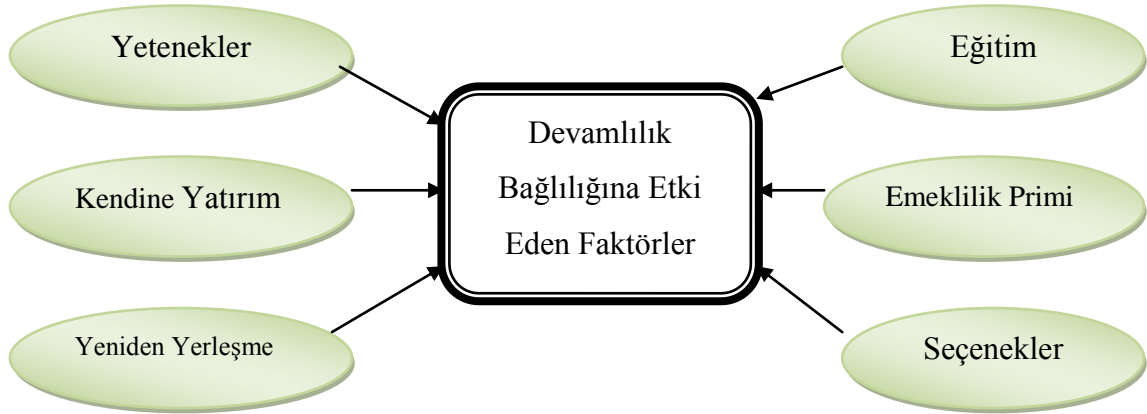 Yetenekler
Eğitim
Devamlılık
Bağlılığına Etki
Eden Faktörler
Kendine Yatırım
Emeklilik Primi
Yeniden Yerleşme
Seçenekler